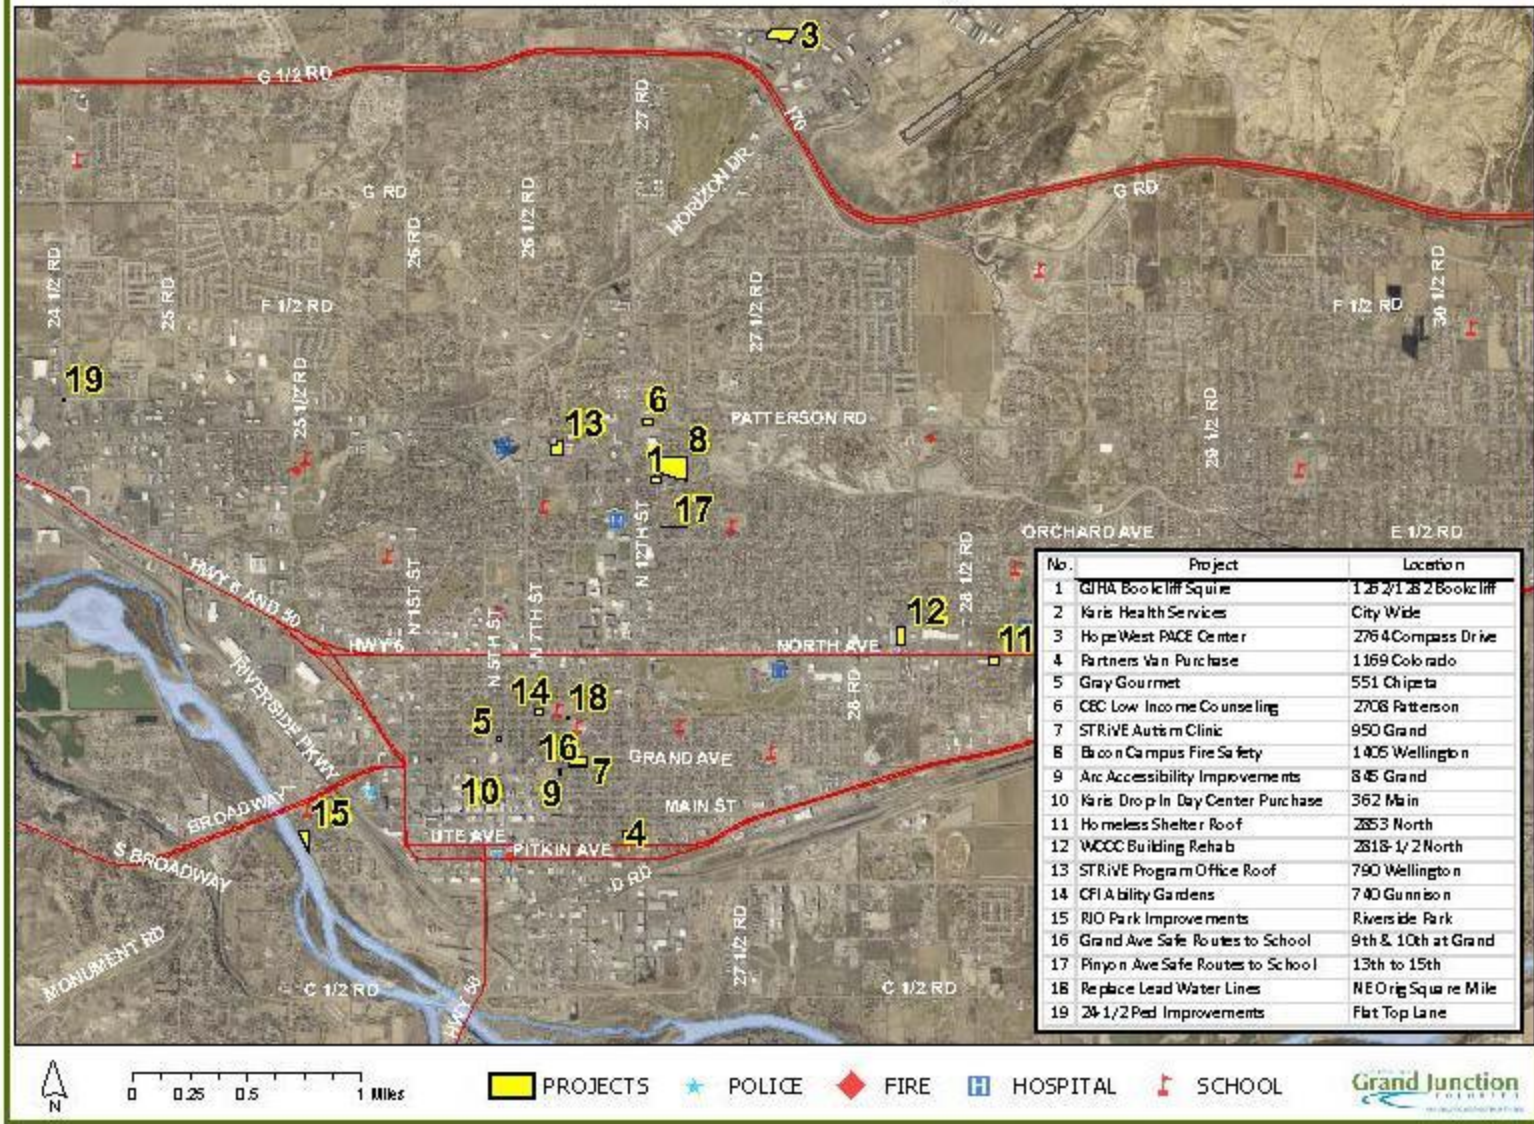 3
G 1/2 RD
27 RD
I70
HORIZON DR
G RD
G RD
26 1/2 RD
26 RD
24 1/2 RD
25 RD
F 1/2 RD
27 1/2 RD
F 1/2 RD
30 1/2 RD
19
25 1/2 RD
6
13
PATTERSON RD
29 1/2 RD
8
1
17
N 12TH ST
ORCHARD AVE
E 1/2 RD
HWY 6 AND 50
N 1ST ST
28 1/2 RD
12
11
HWY 6
N 5TH ST
N 7TH ST
NORTH AVE
RIVERSIDE PKWY
14
18
28 RD
5
16
GRAND AVE
7
10
9
MAIN ST
BROADWAY
15
UTE AVE
4
PITKIN AVE
S BROADWAY
D RD
27 1/2 RD
MONUMENT RD
C 1/2 RD
HWY 50
C 1/2 RD
No. Project Location
1 GJHA Bookcliff Squire 1262/1282 Bookcliff
2 Karis Health Services City Wide
3 HopeWest PACE Center 2764 Compass Drive
4 Partners Van Purchase 1169 Colorado
5 Gray Gourmet 551 Chipeta
6 CEC Low Income Counseling 2708 Patterson
7 STRiVE Autism Clinic 950 Grand
8 Bacon Campus Fire Safety 1405 Wellington
9 Arc Accessibility Improvements 845 Grand
10 Karis Drop In Day Center Purchase 362 Main
11 Homeless Shelter Roof 2853 North
12 WCCC Building Rehab 2818-1/2 North
13 STRiVE Program Office Roof 790 Wellington
14 CFI Ability Gardens 740 Gunnison
15 RIO Park Improvements Riverside Park
16 Grand Ave Safe Routes to School 9th & 10th at Grand
17 Pinyon Ave Safe Routes to School 13th to 15th
18 Replace Lead Water Lines NE Orig Square Mile
19 24-1/2 Ped Improvements Flat Top Lane
N
0 0.25 0.5 1 Miles
PROJECTS
POLICE
FIRE
H HOSPITAL
SCHOOL
Grand Junction
COLORADO